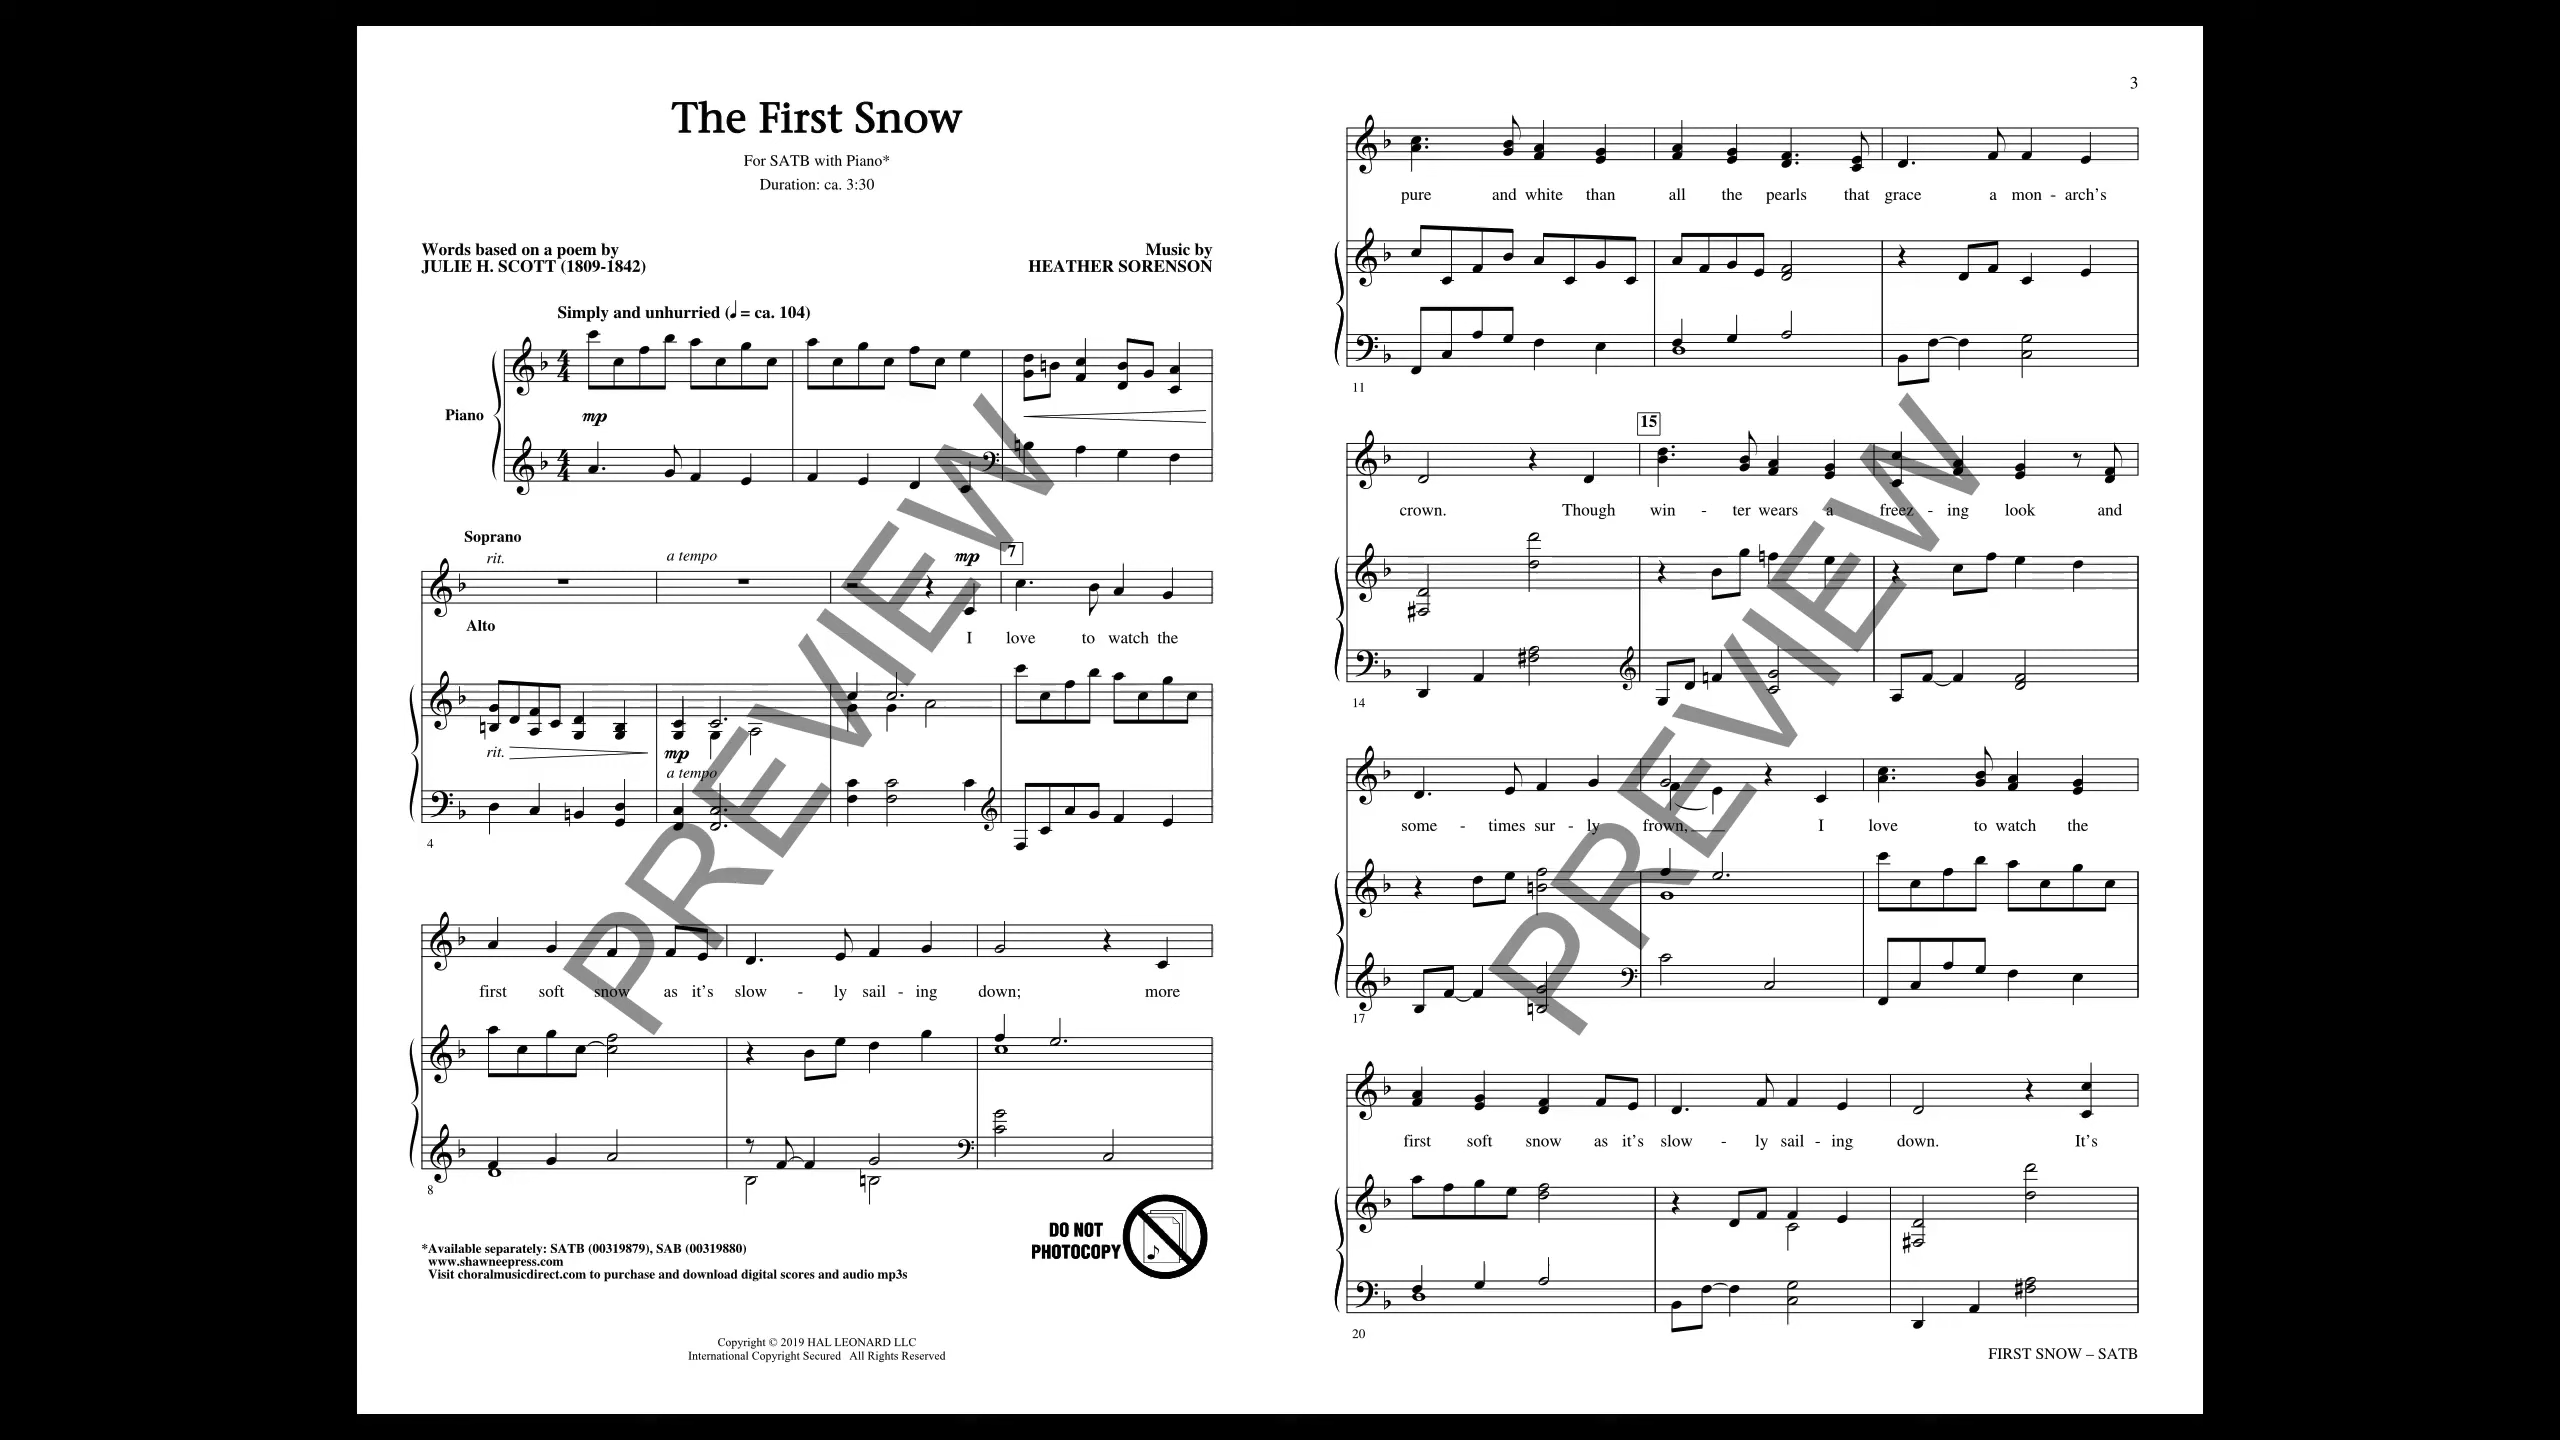 The First Snow
For SATB with Piano*
Duration: ca. 3:30
Words based on a poem by
JULIE H. SCOTT (1809-1842)
Music by
HEATHER SORENSON
Simply and unhurried (♩ = ca. 104)
4
4
mp
Piano
4
4
Soprano
rit.
a tempo
mp
7
Alto
I love to watch the
rit.
mp
a tempo
4
first soft snow as it's slow - ly sail - ing down; more
8
DO NOT
PHOTOCOPY
*Available separately: SATB (00319879), SAB (00319880)
www.shawneepress.com
Visit choralmusicdirect.com to purchase and download digital scores and audio mp3s
Copyright © 2019 HAL LEONARD LLC
International Copyright Secured All Rights Reserved
PREVIEW
3
pure and white than all the pearls that grace a mon - arch's
11
15
crown. Though win - ter wears a freez - ing look and
14
some - times sur - ly frown, I love to watch the
17
first soft snow as it's slow - ly sail - ing down. It's
20
FIRST SNOW – SATB
PREVIEW